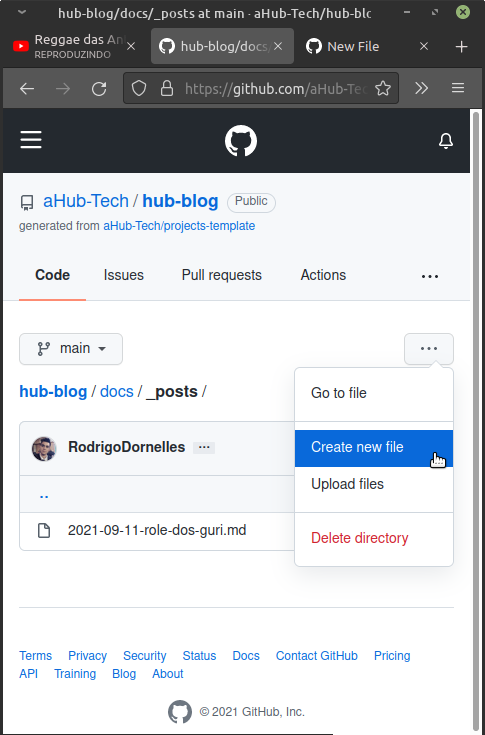 hub-blog/docs/_posts at main · aHub-Tech/hub-blo
Reggae das An
REPRODUZINDO
hub-blog/docs/
New File
https://github.com/aHub-Te
aHub-Tech / hub-blog Public
generated from aHub-Tech/projects-template
Code Issues Pull requests Actions ...
main ...
hub-blog / docs / _posts /
Go to file
RodrigoDornelles ...
Create new file
..
Upload files
2021-09-11-role-dos-guri.md
Delete directory
Terms Privacy Security Status Docs Contact GitHub Pricing
API Training Blog About
© 2021 GitHub, Inc.